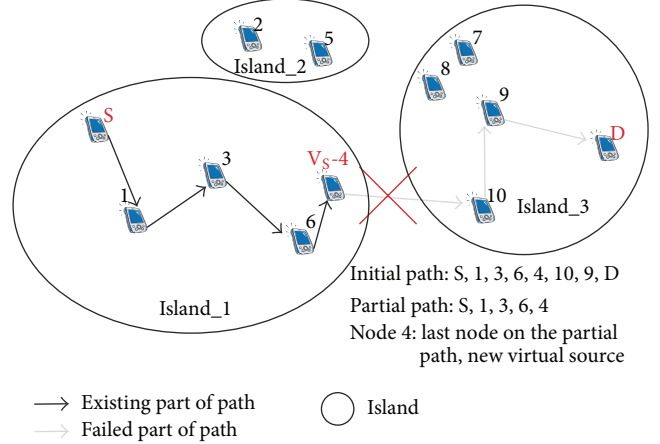 2
5
Island_2
7
8
9
D
10
Island_3
S
3
V_S-4
1
6
Island_1
Initial path: S, 1, 3, 6, 4, 10, 9, D
Partial path: S, 1, 3, 6, 4
Node 4: last node on the partial
path, new virtual source
Existing part of path
Failed part of path
Island